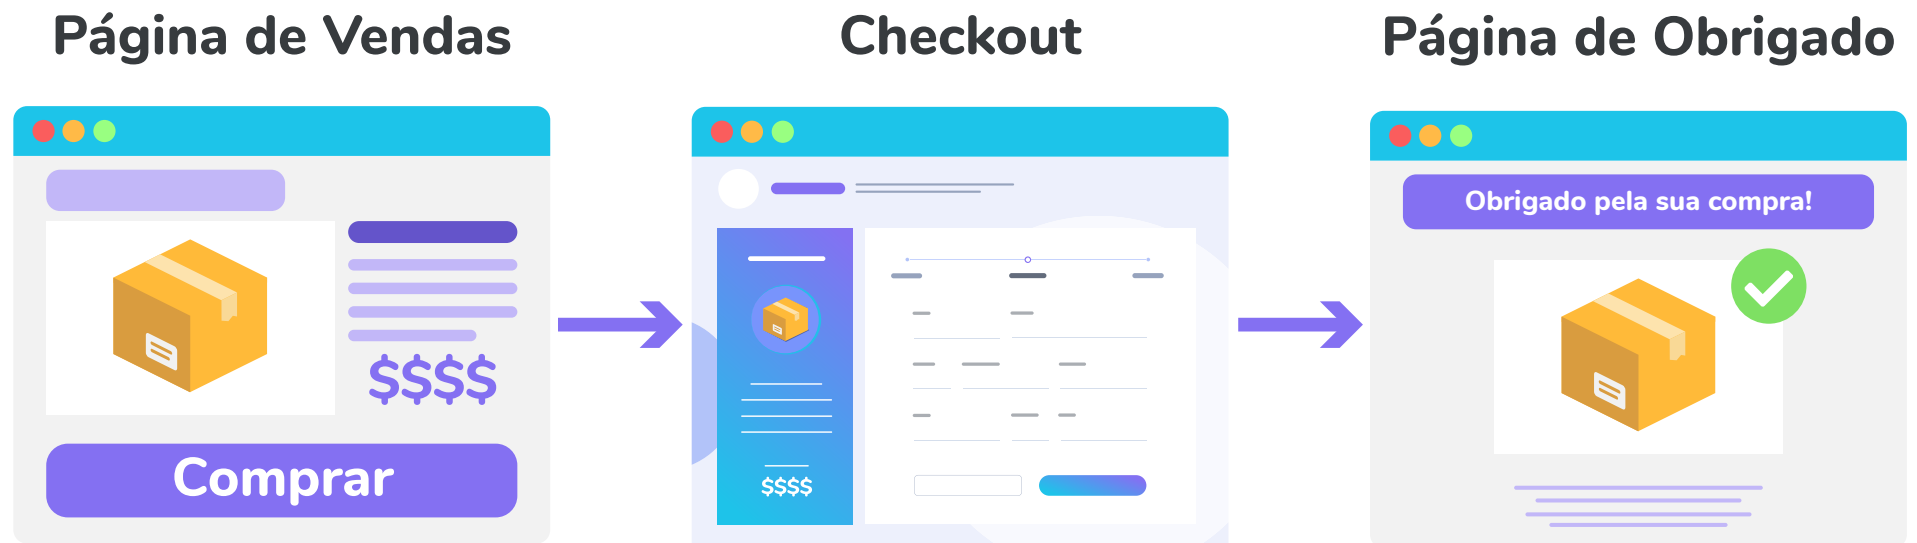 Página de Vendas
Checkout
Página de Obrigado
$$$$
Comprar
$$$$
Obrigado pela sua compra!